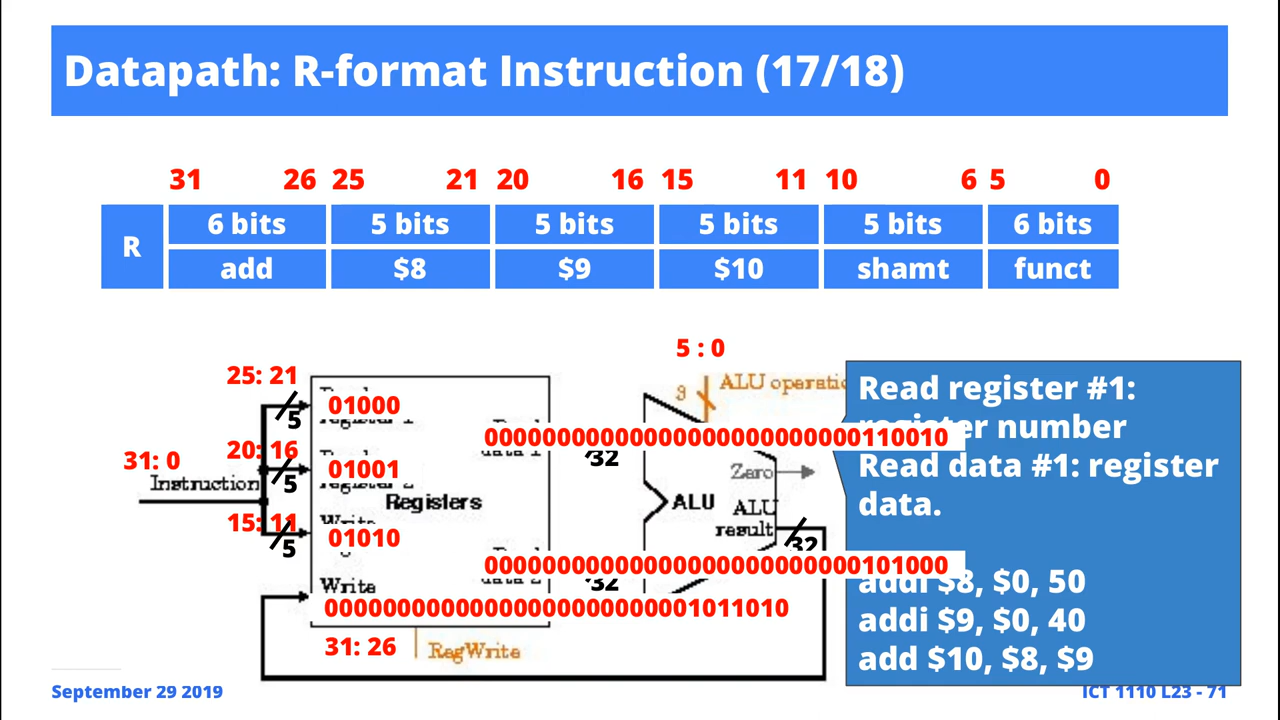 Datapath: R-format Instruction (17/18)
31 26 25 21 20 16 15 11 10 6 5 0
R
6 bits 5 bits 5 bits 5 bits 5 bits 6 bits
add $8 $9 $10 shamt funct
5 : 0
25: 21
3 ALU operatio
5
01000
Read register #1:
register number
Read data #1: register
data.
addi $8, $0, 50
addi $9, $0, 40
add $10, $8, $9
00000000000000000000000000110010
32
20: 16
31: 0
5
01001
Instruction
Registers
Zero
ALU
ALU
result
15: 11
5
01010
32
00000000000000000000000000101000
32
Write
00000000000000000000000001011010
31: 26
RegWrite
September 29 2019
ICT 1110 L23 - 71